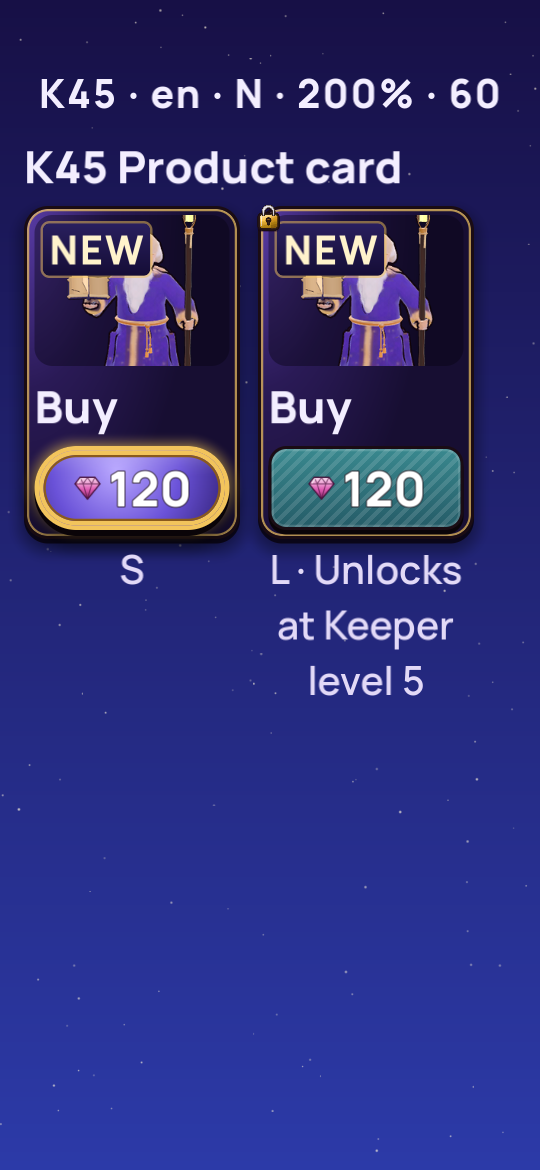 K45 · en · N · 200% · 60
K45 Product card
NEW
NEW
Buy
Buy
120
120
S
L · Unlocks
at Keeper
level 5